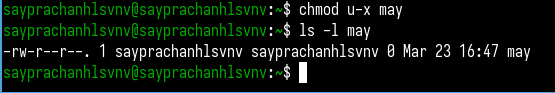 sayprachanhlsvnv@sayprachanhlsvnv:~$ chmod u-x may
sayprachanhlsvnv@sayprachanhlsvnv:~$ ls -l may
-rw-r--r--. 1 sayprachanhlsvnv sayprachanhlsvnv 0 Mar 23 16:47 may
sayprachanhlsvnv@sayprachanhlsvnv:~$